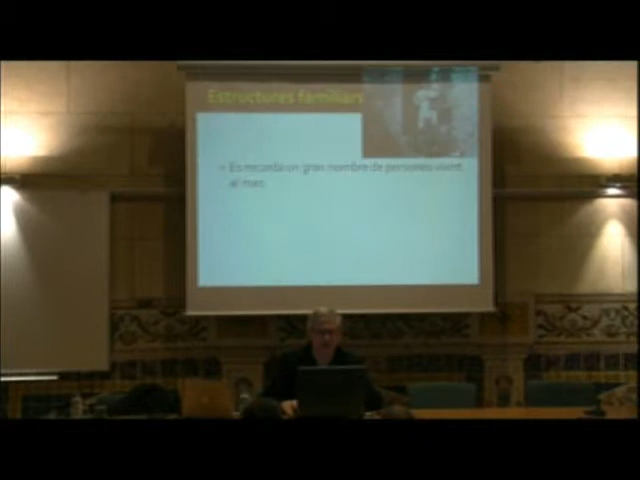 Estructures familiars
Es recorda un gran nombre de persones vivint
al mas.